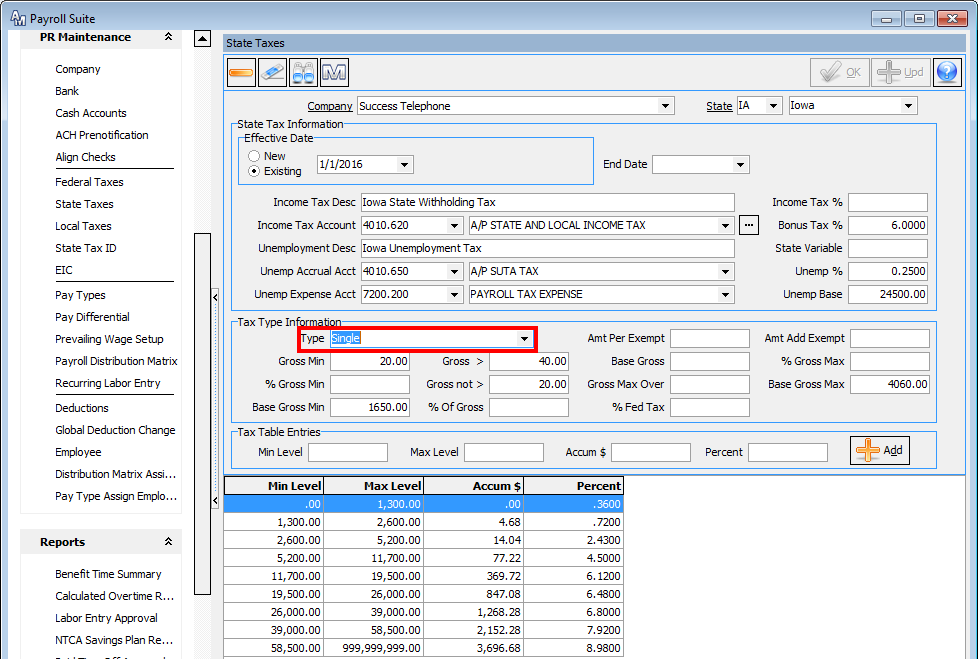 Payroll Suite
PR Maintenance
Company
Bank
Cash Accounts
ACH Prenotification
Align Checks
Federal Taxes
State Taxes
Local Taxes
State Tax ID
EIC
Pay Types
Pay Differential
Prevailing Wage Setup
Payroll Distribution Matrix
Recurring Labor Entry
Deductions
Global Deduction Change
Employee
Distribution Matrix Assi...
Pay Type Assign Emplo...
Reports
Benefit Time Summary
Calculated Overtime R...
Labor Entry Approval
NTCA Savings Plan Re...
State Taxes
OK Upd
Company Success Telephone State IA Iowa
State Tax Information
Effective Date
New
Existing 1/1/2016 End Date
Income Tax Desc Iowa State Withholding Tax Income Tax %
Income Tax Account 4010.620 A/P STATE AND LOCAL INCOME TAX ... Bonus Tax % 6.0000
Unemployment Desc Iowa Unemployment Tax State Variable
Unemp Accrual Acct 4010.650 A/P SUTA TAX Unemp % 0.2500
Unemp Expense Acct 7200.200 PAYROLL TAX EXPENSE Unemp Base 24500.00
Tax Type Information
Type Single Amt Per Exempt Amt Add Exempt
Gross Min 20.00 Gross > 40.00 Base Gross % Gross Max
% Gross Min Gross not > 20.00 Gross Max Over Base Gross Max 4060.00
Base Gross Min 1650.00 % Of Gross % Fed Tax
Tax Table Entries
Min Level Max Level Accum $ Percent Add
Min Level Max Level Accum $ Percent
.00 1,300.00 .00 .3600
1,300.00 2,600.00 4.68 .7200
2,600.00 5,200.00 14.04 2.4300
5,200.00 11,700.00 77.22 4.5000
11,700.00 19,500.00 369.72 6.1200
19,500.00 26,000.00 847.08 6.4800
26,000.00 39,000.00 1,268.28 6.8000
39,000.00 58,500.00 2,152.28 7.9200
58,500.00 999,999,999.00 3,696.68 8.9800